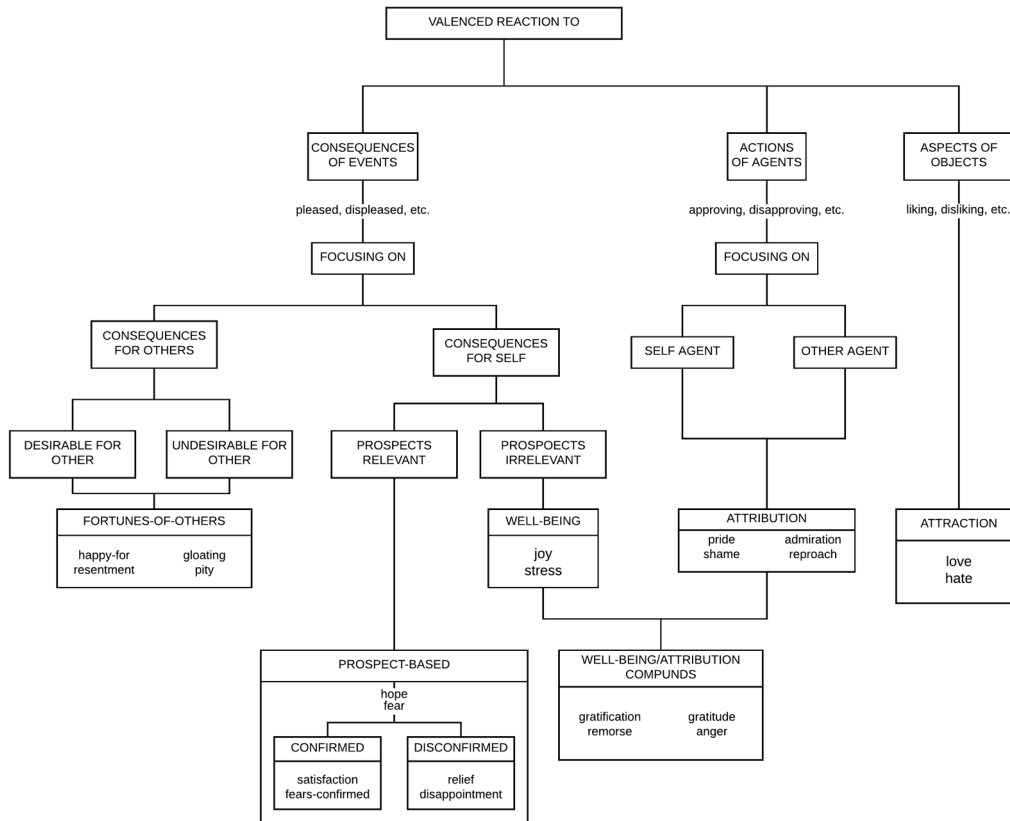 VALENCED REACTION TO
CONSEQUENCES
OF EVENTS
ACTIONS
OF AGENTS
ASPECTS OF
OBJECTS
pleased, displeased, etc.
approving, disapproving, etc.
liking, disliking, etc.
FOCUSING ON
FOCUSING ON
CONSEQUENCES
FOR OTHERS
CONSEQUENCES
FOR SELF
SELF AGENT
OTHER AGENT
DESIRABLE FOR
OTHER
UNDESIRABLE FOR
OTHER
PROSPECTS
RELEVANT
PROSPOECTS
IRRELEVANT
FORTUNES-OF-OTHERS
happy-for
resentment
gloating
pity
WELL-BEING
joy
stress
ATTRIBUTION
pride
shame
admiration
reproach
ATTRACTION
love
hate
PROSPECT-BASED
hope
fear
CONFIRMED
satisfaction
fears-confirmed
DISCONFIRMED
relief
disappointment
WELL-BEING/ATTRIBUTION
COMPUNDS
gratification
remorse
gratitude
anger